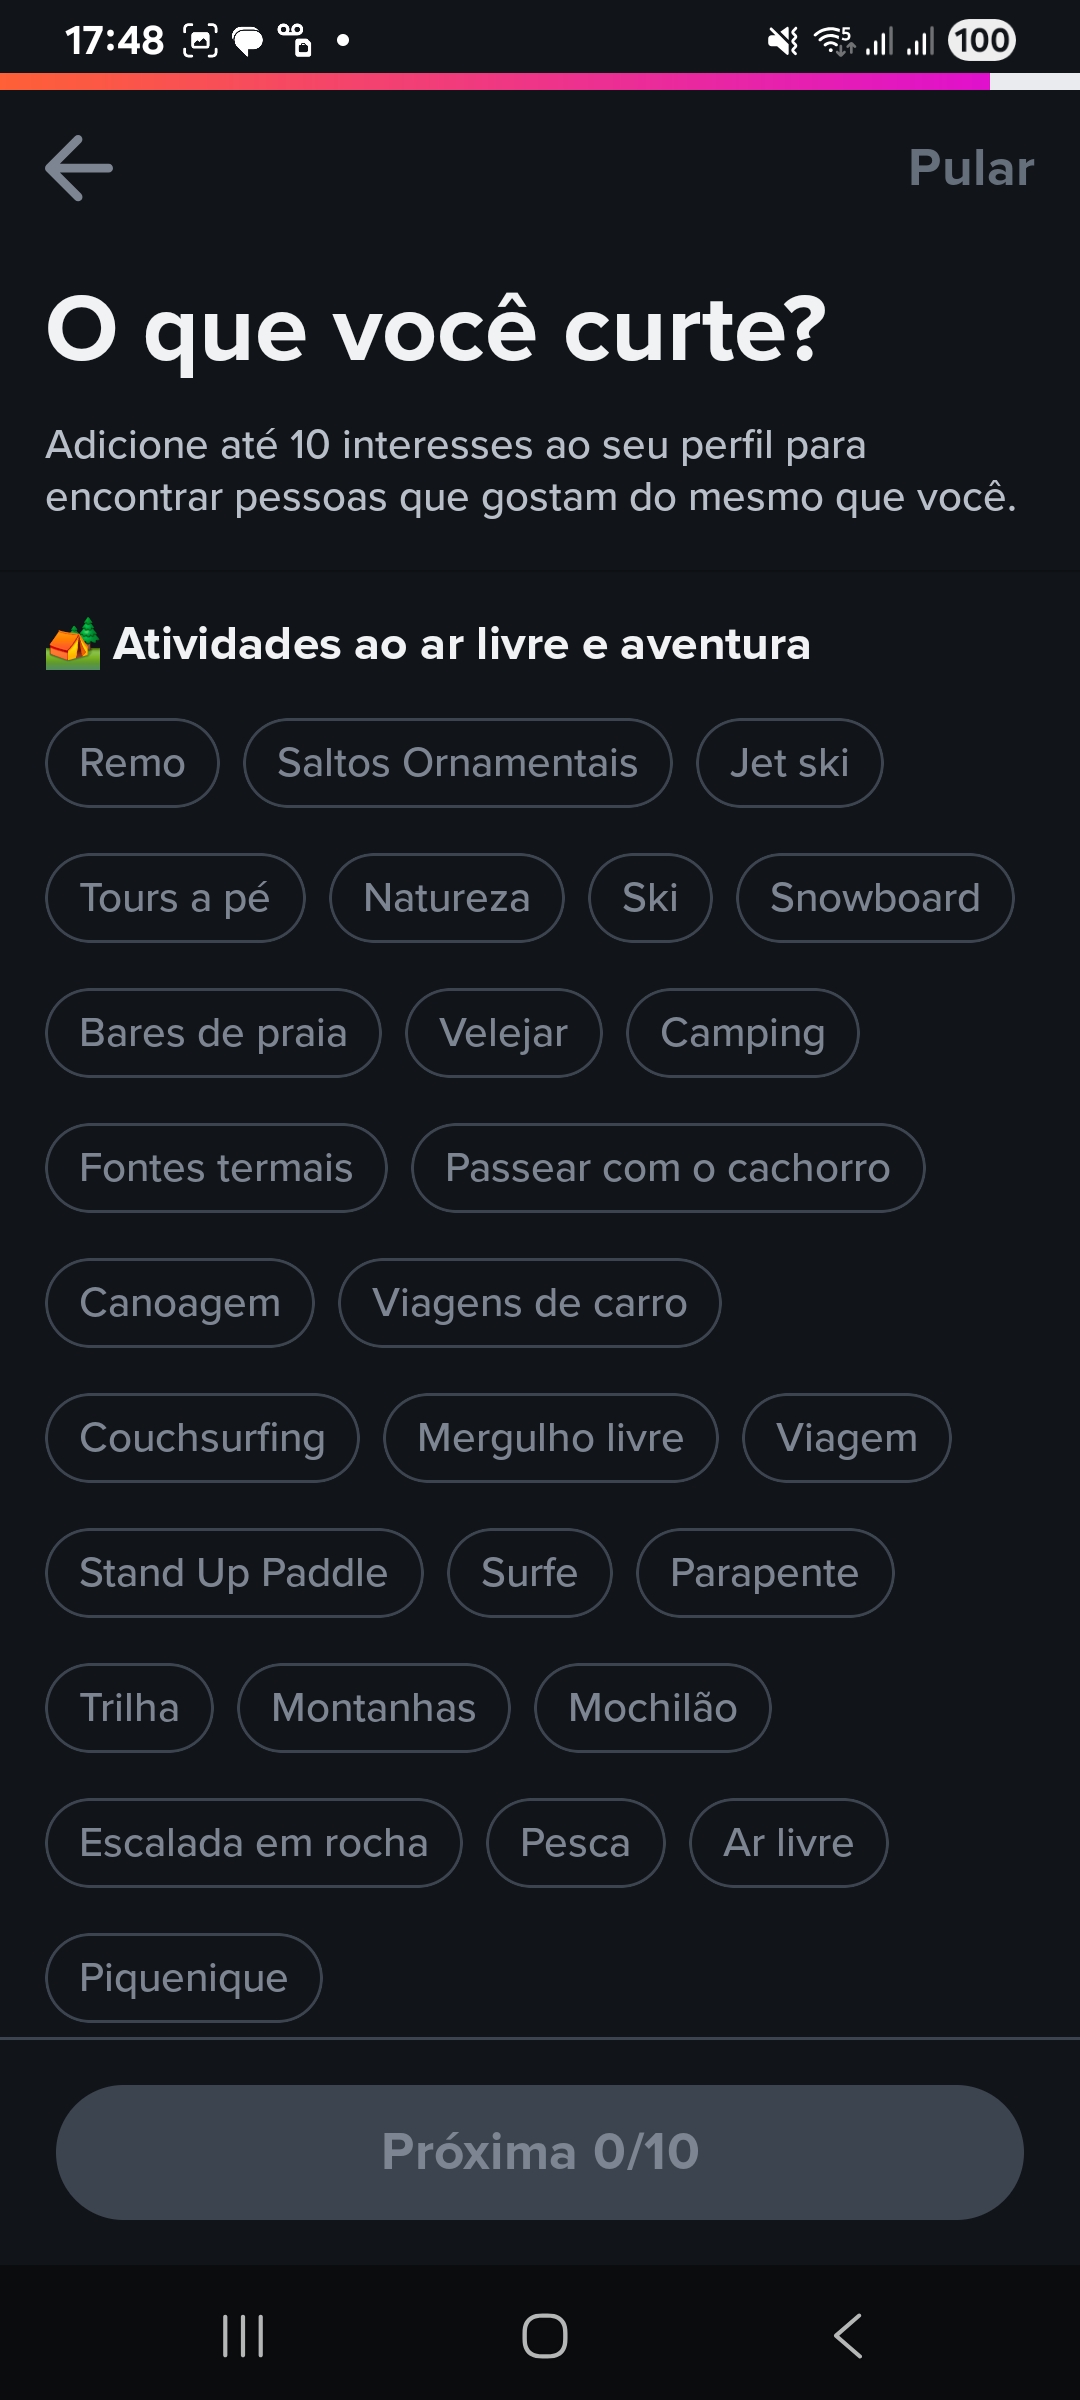 17:48
5
100
Pular
O que você curte?
Adicione até 10 interesses ao seu perfil para
encontrar pessoas que gostam do mesmo que você.
Atividades ao ar livre e aventura
Remo Saltos Ornamentais Jet ski
Tours a pé Natureza Ski Snowboard
Bares de praia Velejar Camping
Fontes termais Passear com o cachorro
Canoagem Viagens de carro
Couchsurfing Mergulho livre Viagem
Stand Up Paddle Surfe Parapente
Trilha Montanhas Mochilão
Escalada em rocha Pesca Ar livre
Piquenique
Próxima 0/10